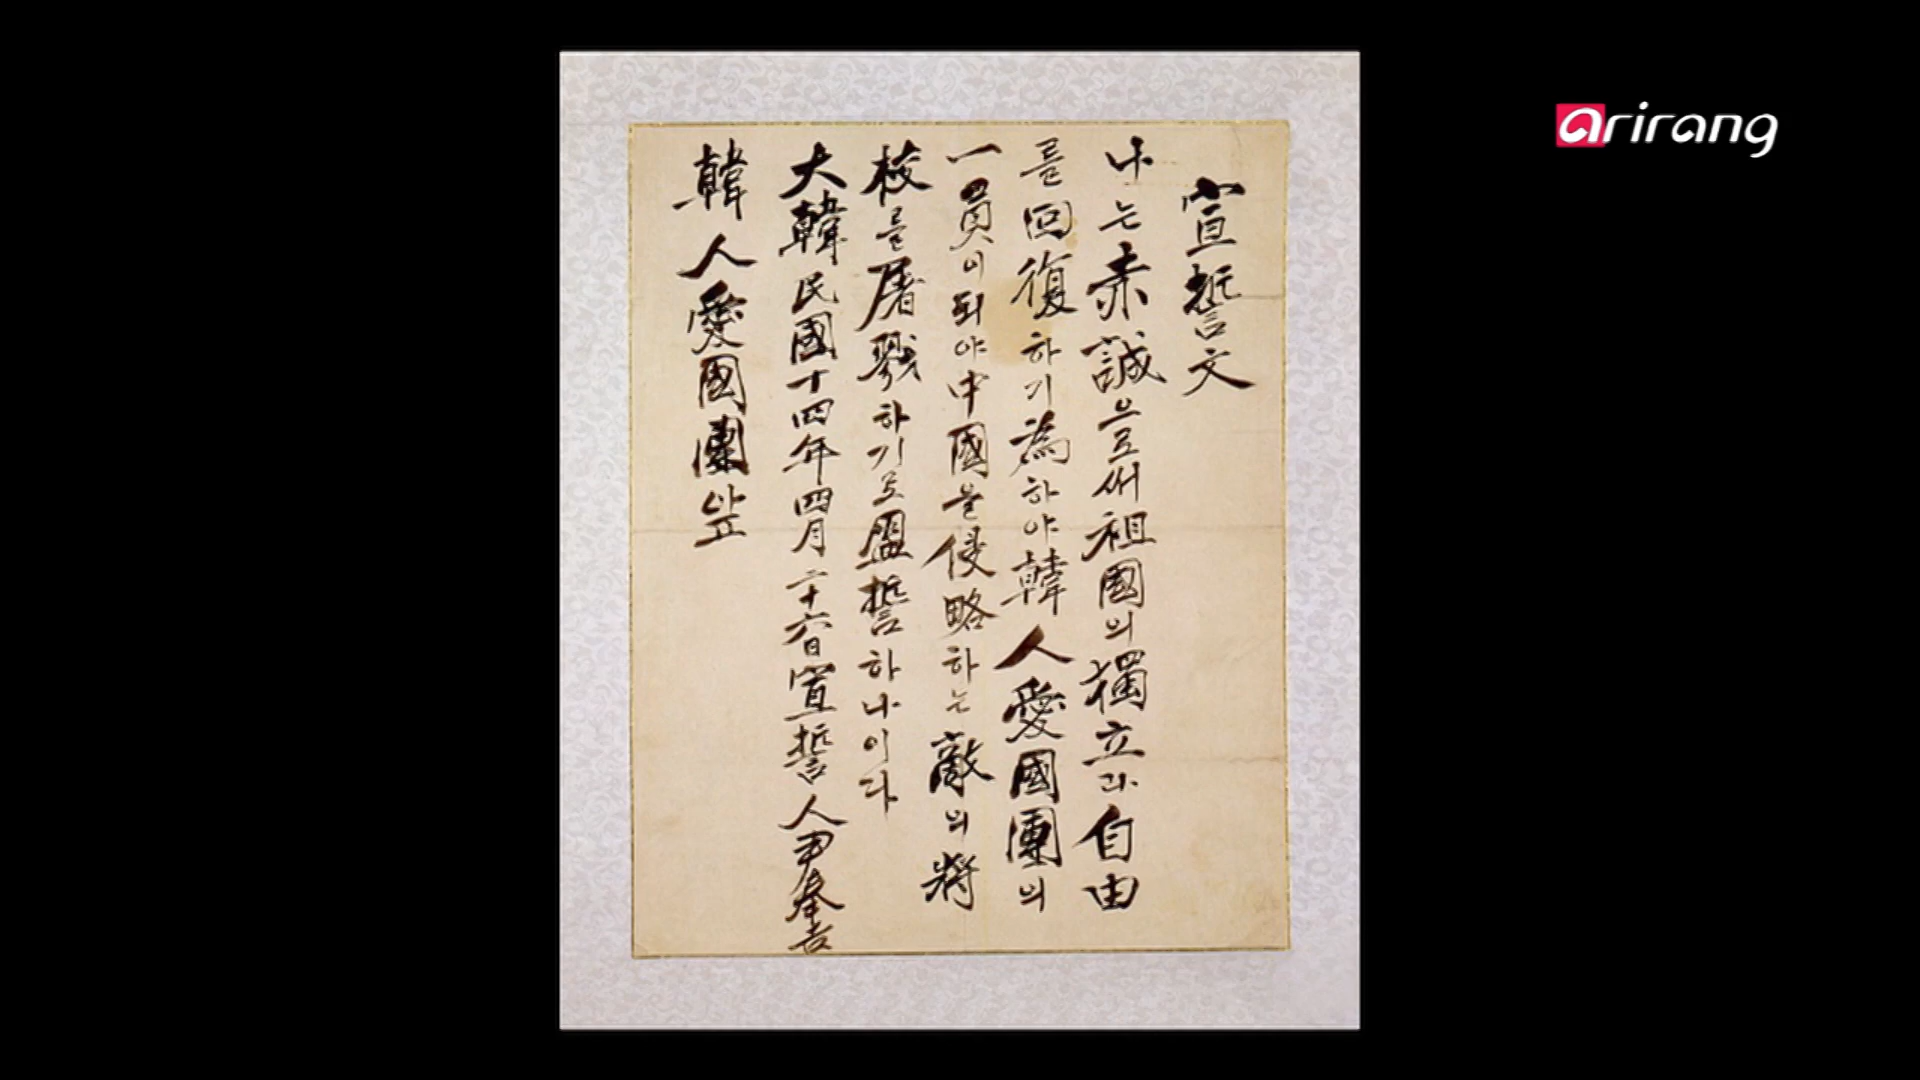 宣誓文
나는赤誠으로써祖國의獨立과自由
를回復하기為하야韓人愛國團의
一員이되야中國을侵略하는敵의將
校를屠戮하기로盟誓하나이다
大韓民國十四年四月二十六日宣誓人尹奉吉
韓人愛國團앞
arirang